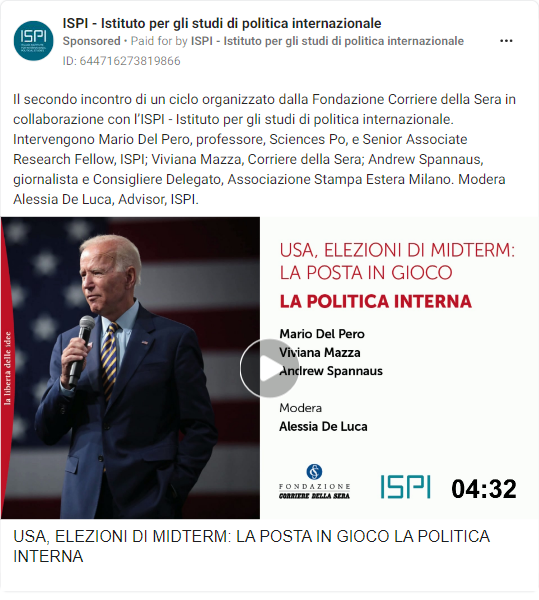 ISPI - Istituto per gli studi di politica internazionale
Sponsored • Paid for by ISPI - Istituto per gli studi di politica internazionale
ID: 644716273819866
Il secondo incontro di un ciclo organizzato dalla Fondazione Corriere della Sera in
collaborazione con l'ISPI - Istituto per gli studi di politica internazionale.
Intervengono Mario Del Pero, professore, Sciences Po, e Senior Associate
Research Fellow, ISPI; Viviana Mazza, Corriere della Sera; Andrew Spannaus,
giornalista e Consigliere Delegato, Associazione Stampa Estera Milano. Modera
Alessia De Luca, Advisor, ISPI.
la libertà delle idee
USA, ELEZIONI DI MIDTERM:
LA POSTA IN GIOCO
LA POLITICA INTERNA
Mario Del Pero
Viviana Mazza
Andrew Spannaus
Modera
Alessia De Luca
FONDAZIONE
CORRIERE DELLA SERA
ISPI
04:32
USA, ELEZIONI DI MIDTERM: LA POSTA IN GIOCO LA POLITICA
INTERNA